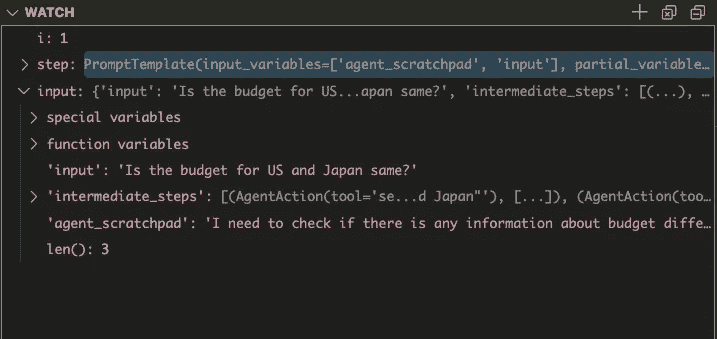 WATCH
i: 1
step: PromptTemplate(input_variables=['agent_scratchpad', 'input'], partial_variable…
input: {'input': 'Is the budget for US...apan same?', 'intermediate_steps': [(...), …
special variables
function variables
'input': 'Is the budget for US and Japan same?'
'intermediate_steps': [(AgentAction(tool='se...d Japan"'), [...]), (AgentAction(too…
'agent_scratchpad': 'I need to check if there is any information about budget diffe…
len(): 3